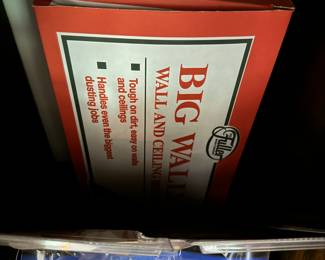 Fuller
BIG WALL
WALL AND CEILING
Tough on dirt, easy on walls
and ceilings
Handles even the biggest
dusting jobs